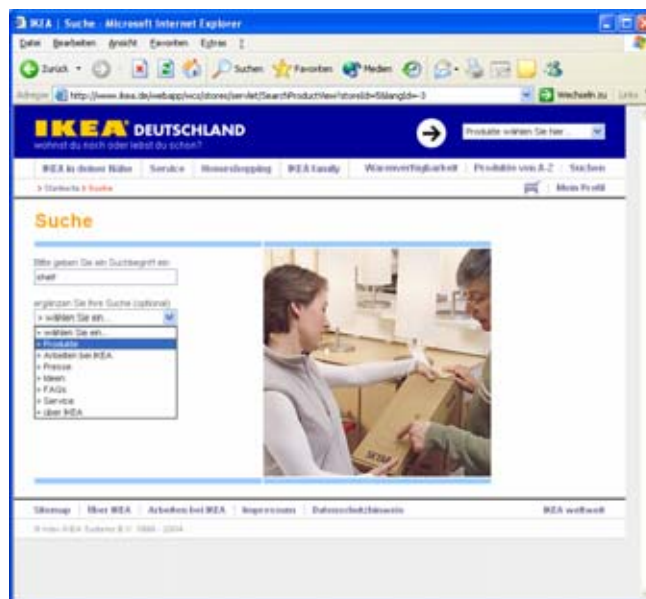 IKEA | Suche - Microsoft Internet Explorer
Datei Bearbeiten Ansicht Favoriten Extras ?
Zurück Suchen Favoriten Medien
http://www.ikea.de/webapp/wcs/stores/servlet/SearchProductView?storeId=5&langId=-3 Wechseln zu Links
IKEA DEUTSCHLAND
wohnst du noch oder lebst du schon?
Produkte wählen Sie hier...
IKEA in deiner Nähe Service Homeshopping IKEA family Warenverfügbarkeit Produkte von A-Z Suchen
> Startseite > Suche Mein Profil
Suche
Bitte geben Sie ein Suchbegriff ein
shelf
ergänzen Sie Ihre Suche (optional)
> wählen Sie ein...
> wählen Sie ein...
> Produkte
> Arbeiten bei IKEA
> Presse
> Ideen
> FAQs
> Service
> über IKEA
Sitemap Über IKEA Arbeiten bei IKEA Impressum Datenschutzhinweis IKEA weltweit
© Inter IKEA Systems B.V. 1999 - 2004